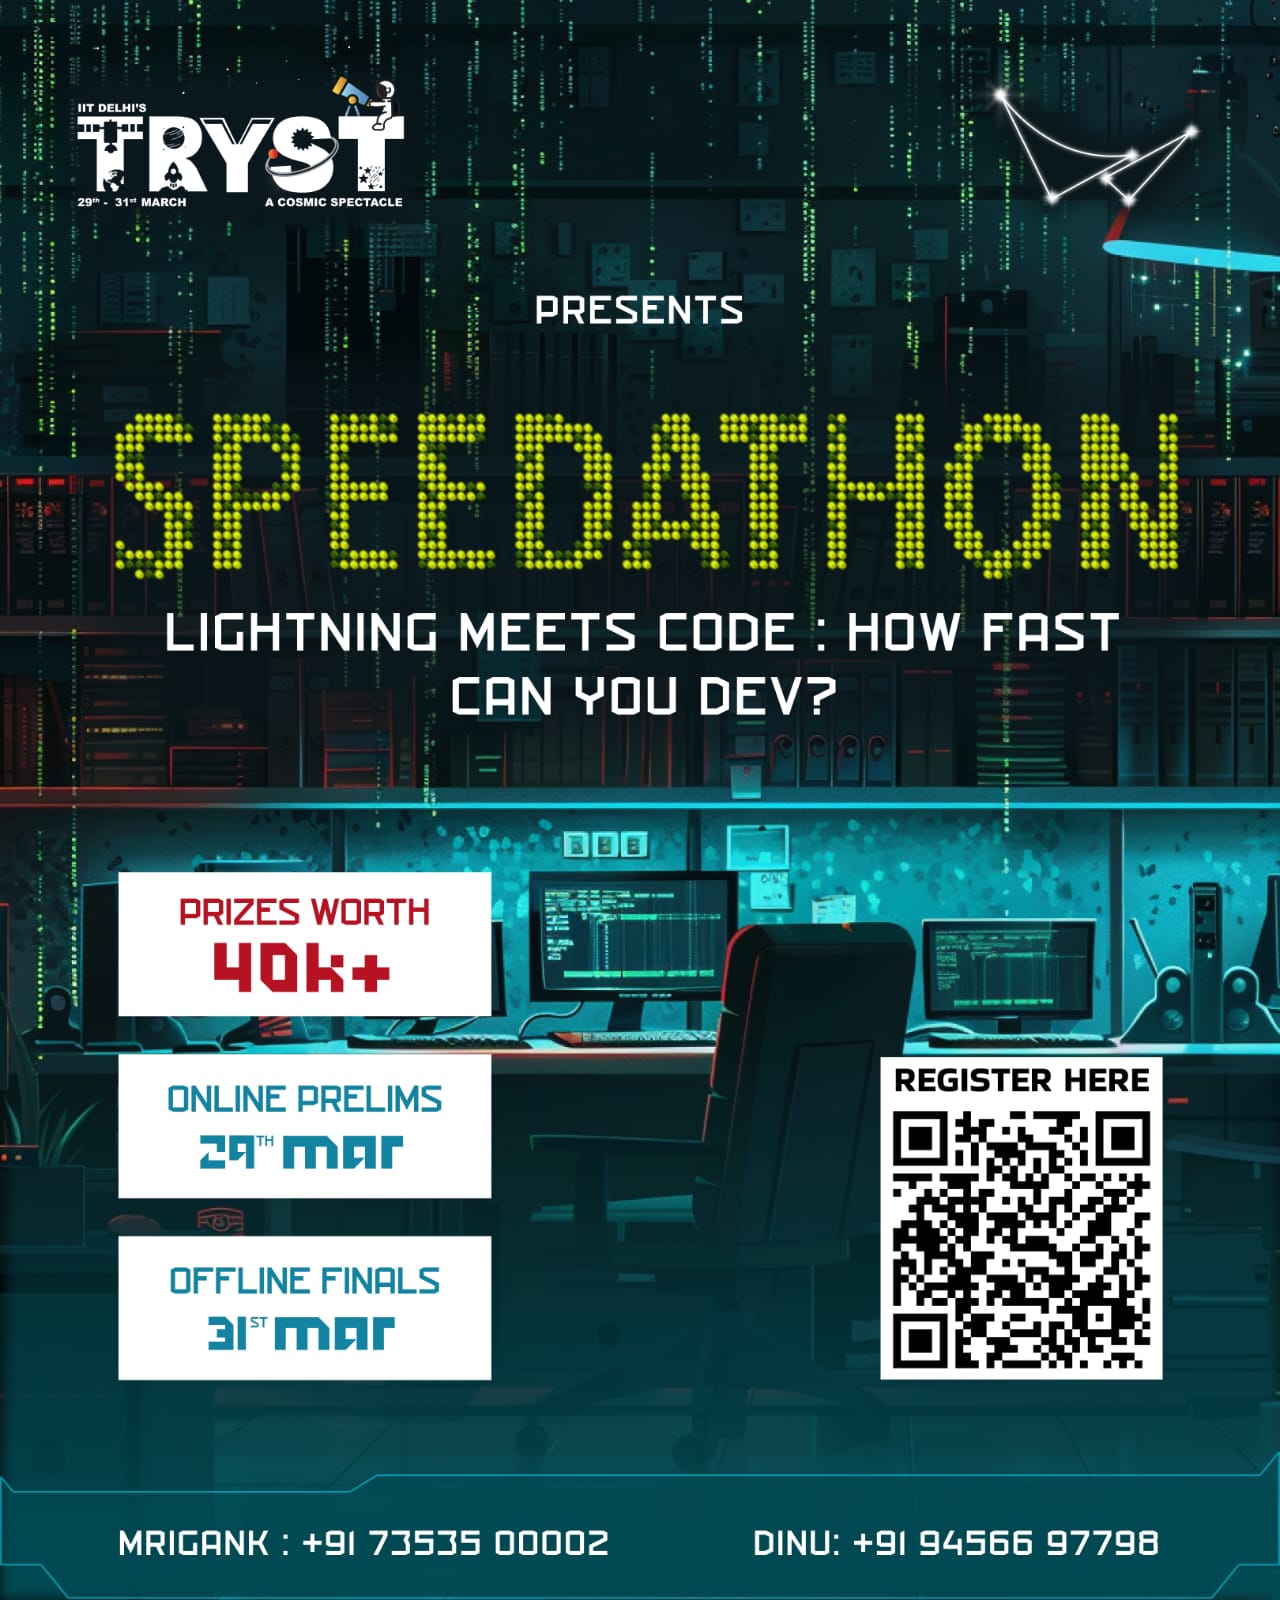 IIT DELHI'S
TRYST
29th - 31st MARCH
A COSMIC SPECTACLE
PRESENTS
SPEEDATHON
LIGHTNING MEETS CODE : HOW FAST
CAN YOU DEV?
PRIZES WORTH
40k+
ONLINE PRELIMS
29TH mar
OFFLINE FINALS
31ST mar
REGISTER HERE
MRIGANK : +91 73535 00002
DINU: +91 94566 97798